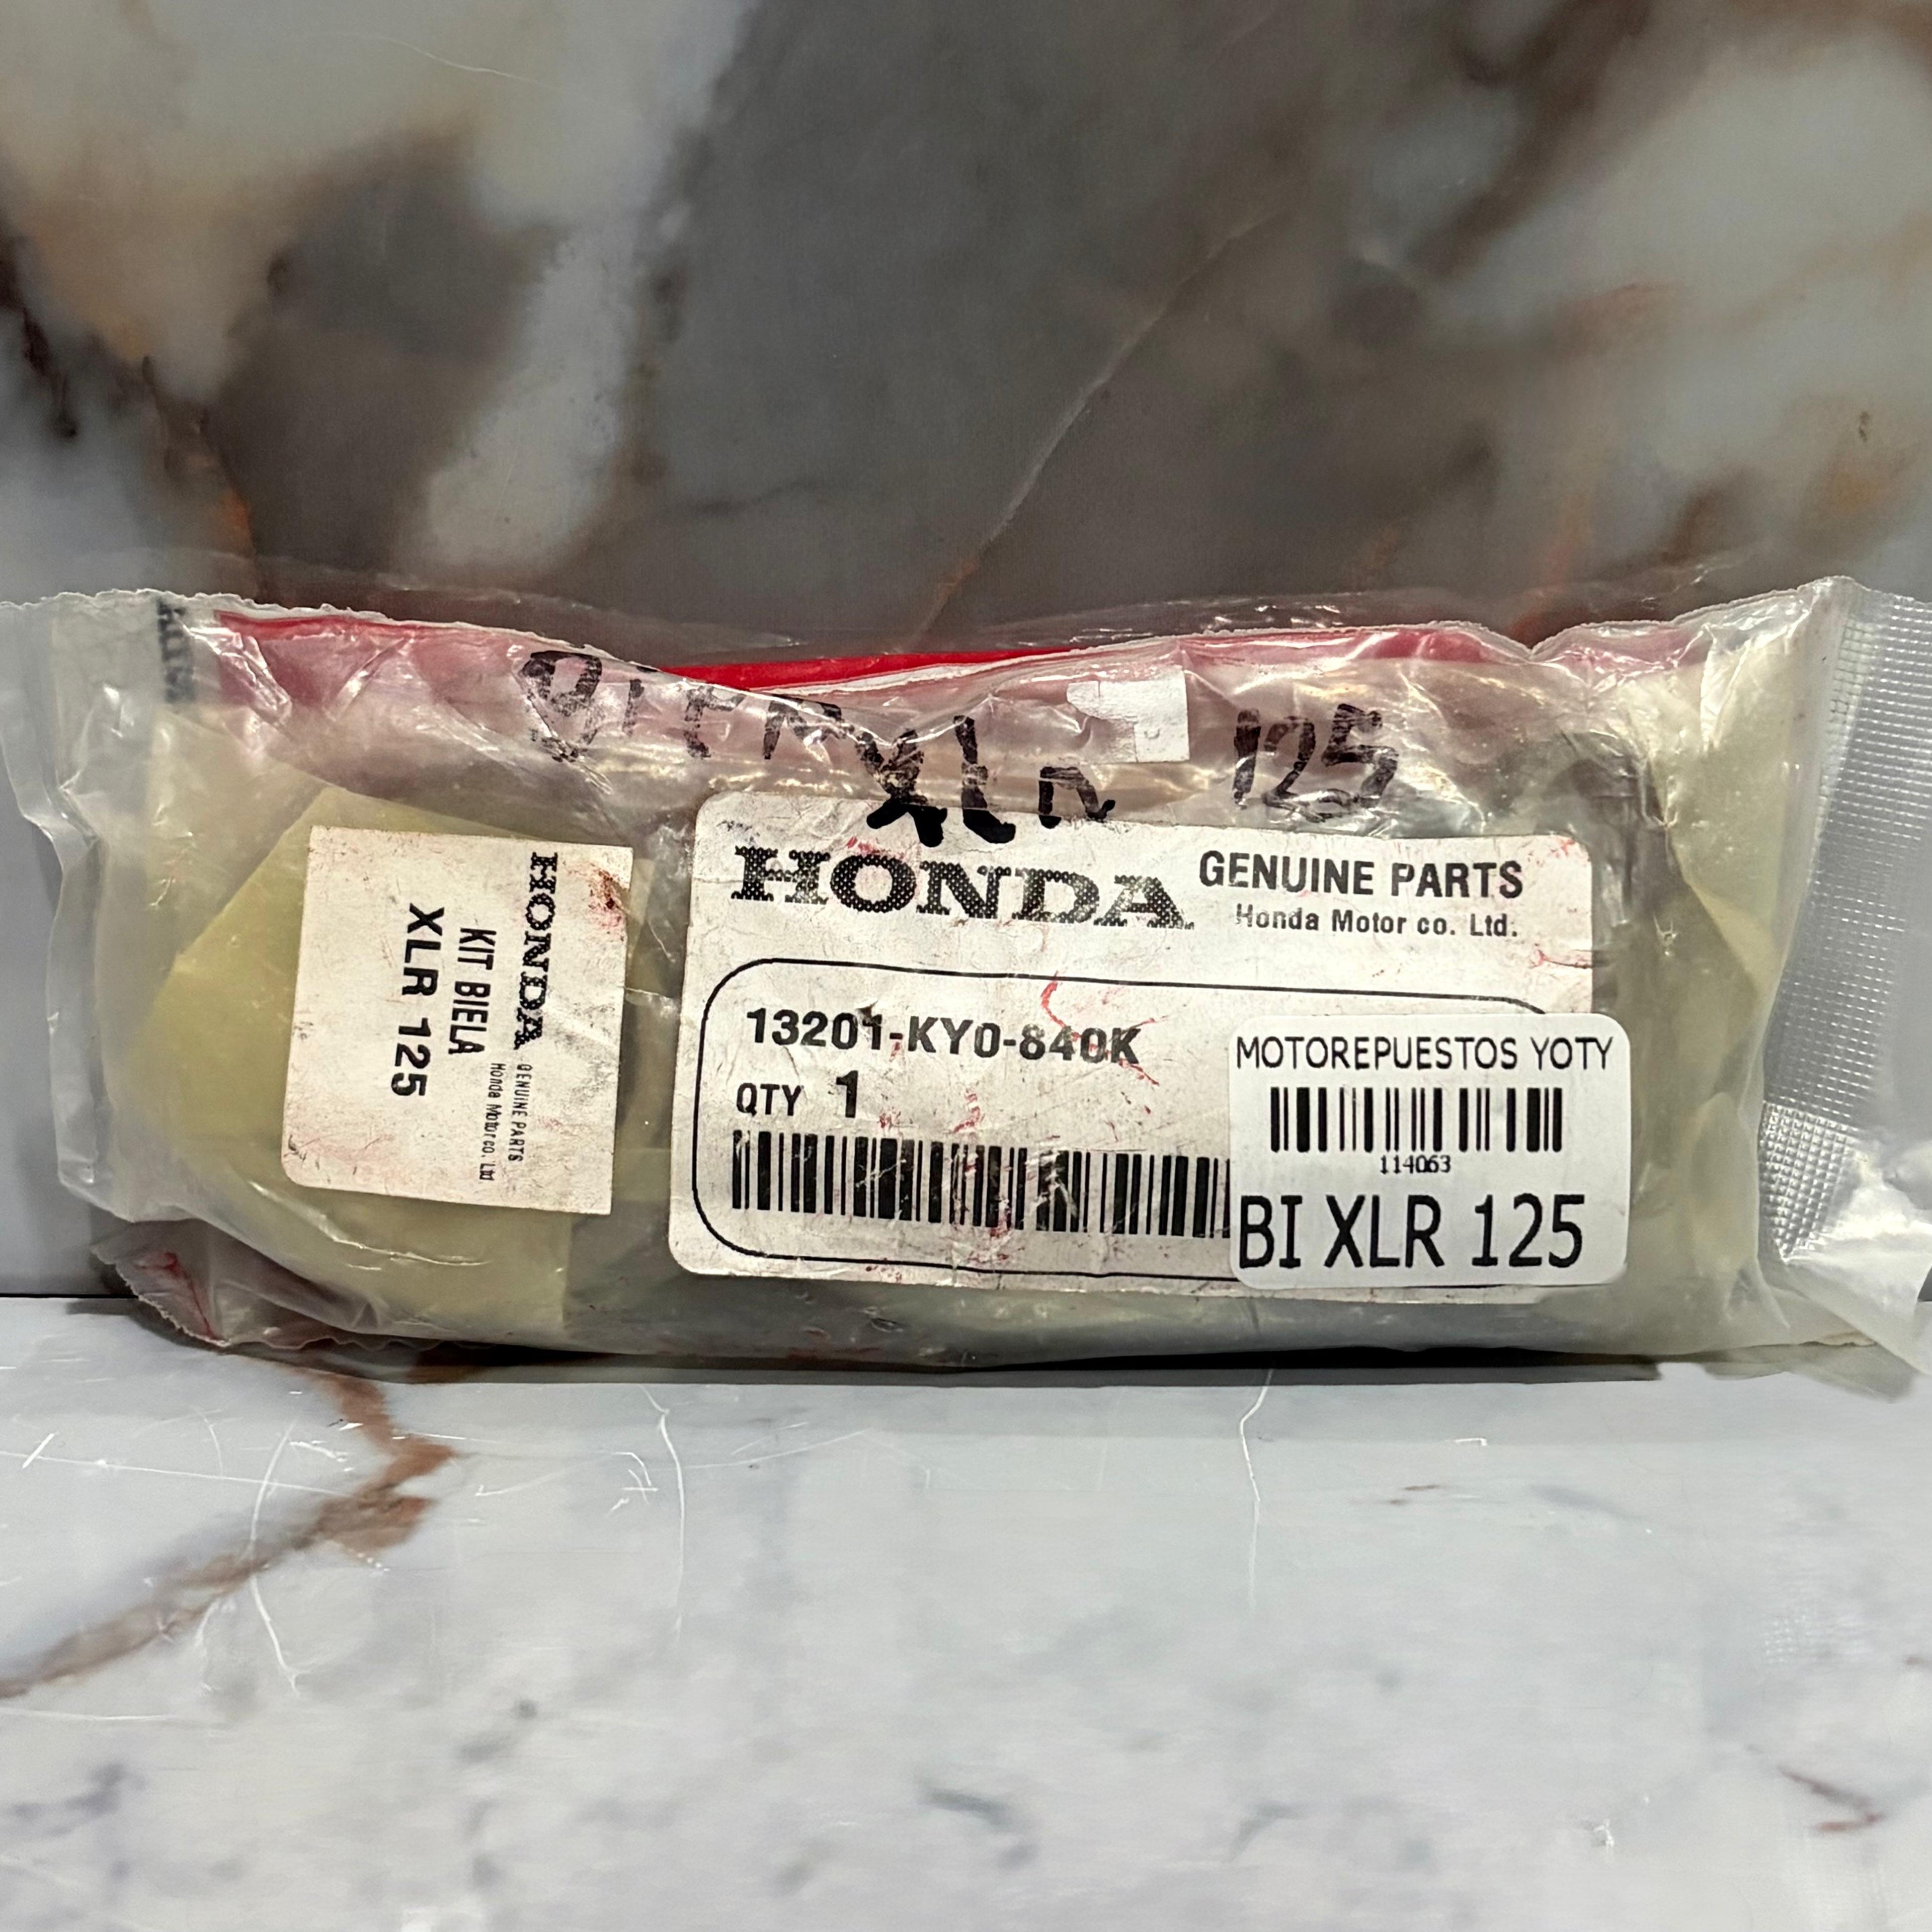 XLR 125
HONDA
GENUINE PARTS
Honda Motor co. Ltd
KIT BIELA
XLR 125
HONDA GENUINE PARTS
Honda Motor co. Ltd.
13201-KY0-840K
QTY 1
MOTOREPUESTOS YOTY
114063
BI XLR 125